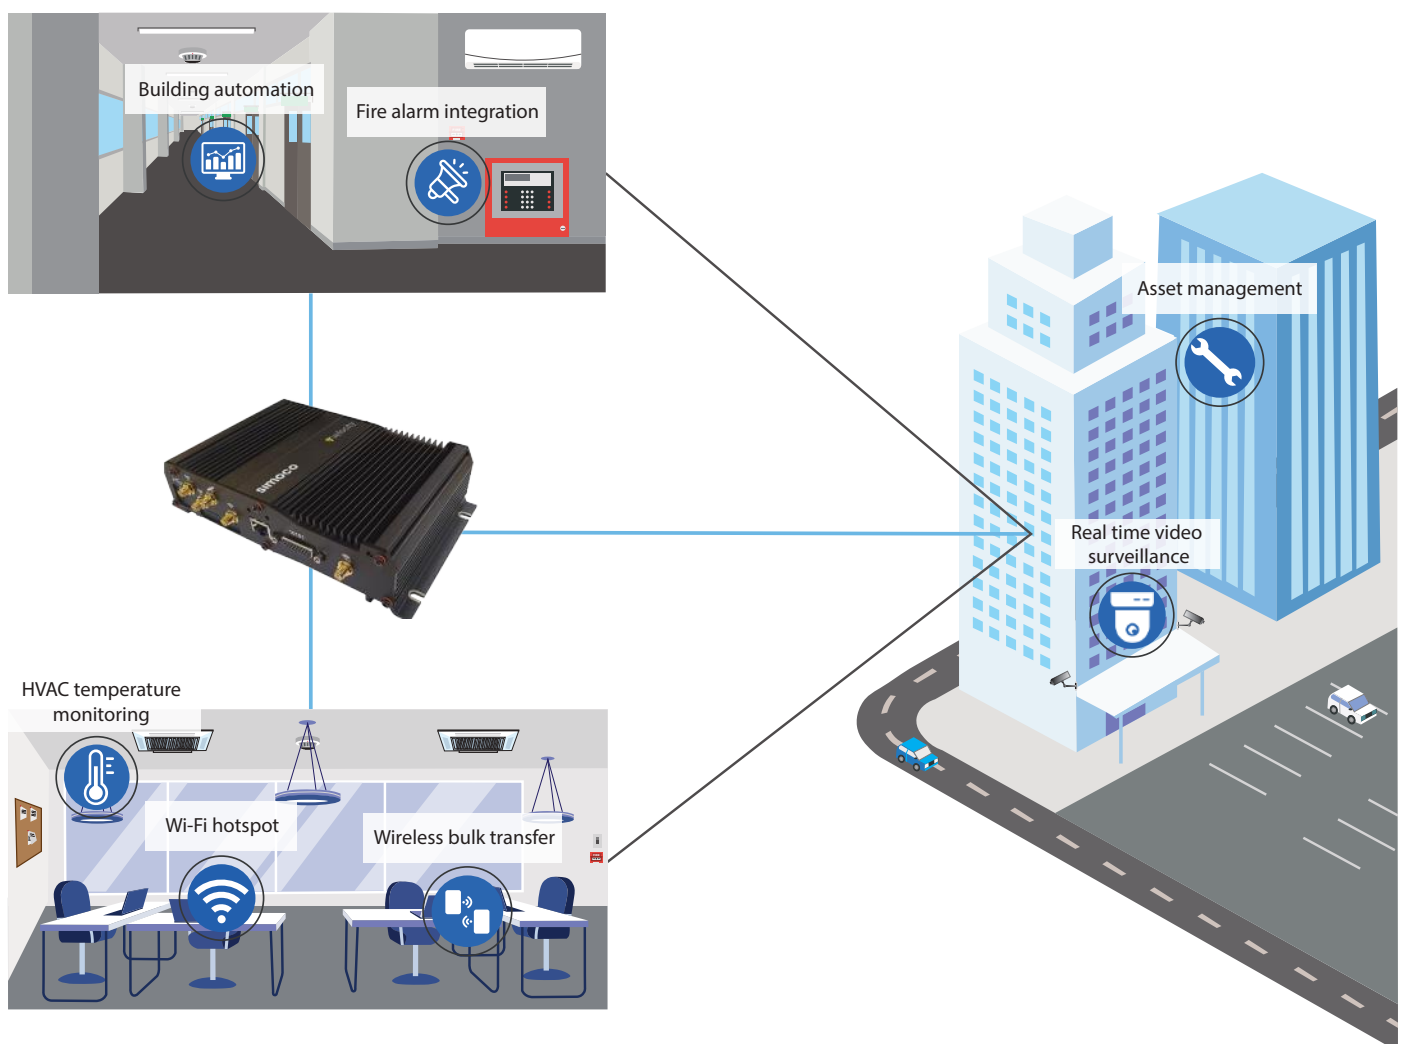 Building automation
Fire alarm integration
Asset management
simoco
Real time video
surveillance
HVAC temperature
monitoring
Wi-Fi hotspot
Wireless bulk transfer